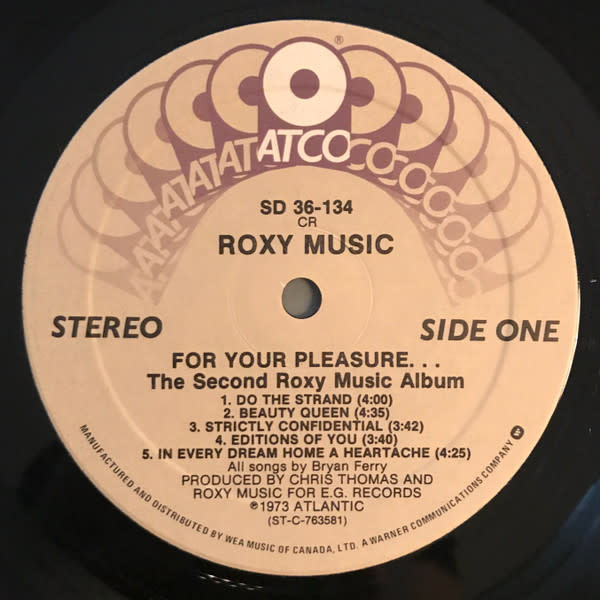 ®
ATATATATCOCOCOCOCO
SD 36-134
CR
ROXY MUSIC
STEREO
SIDE ONE
FOR YOUR PLEASURE. . .
The Second Roxy Music Album
1. DO THE STRAND (4:00)
2. BEAUTY QUEEN (4:35)
3. STRICTLY CONFIDENTIAL (3:42)
4. EDITIONS OF YOU (3:40)
5. IN EVERY DREAM HOME A HEARTACHE (4:25)
All songs by Bryan Ferry
PRODUCED BY CHRIS THOMAS AND
ROXY MUSIC FOR E.G. RECORDS
℗1973 ATLANTIC
(ST-C-763581)
MANUFACTURED AND DISTRIBUTED BY WEA MUSIC OF CANADA, LTD. A WARNER COMMUNICATIONS COMPANY